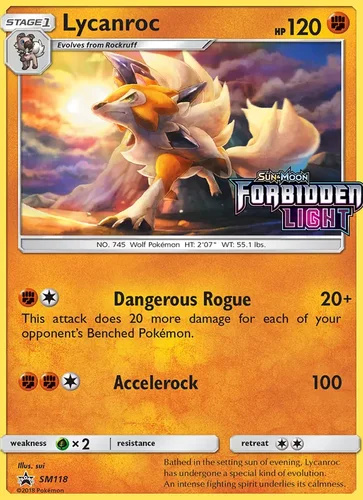 STAGE 1 Lycanroc HP 120
Evolves from Rockruff
SUN & MOON
FORBIDDEN
LIGHT
NO. 745 Wolf Pokémon HT: 2'07" WT: 55.1 lbs.
Dangerous Rogue 20+
This attack does 20 more damage for each of your
opponent's Benched Pokémon.
Accelerock 100
weakness × 2 resistance retreat
Illus. sui
PROMO SM118
©2018 Pokémon
Bathed in the setting sun of evening, Lycanroc
has undergone a special kind of evolution.
An intense fighting spirit underlies its calmness.